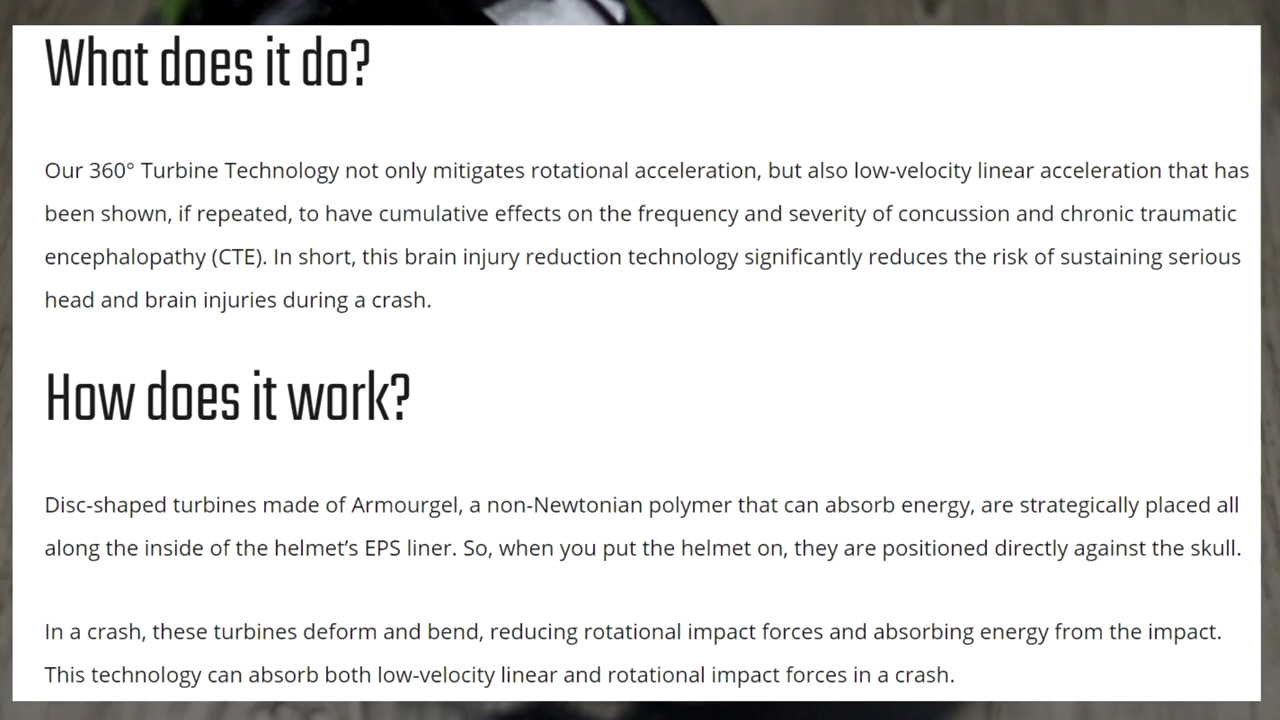 What does it do?
Our 360° Turbine Technology not only mitigates rotational acceleration, but also low-velocity linear acceleration that has
been shown, if repeated, to have cumulative effects on the frequency and severity of concussion and chronic traumatic
encephalopathy (CTE). In short, this brain injury reduction technology significantly reduces the risk of sustaining serious
head and brain injuries during a crash.
How does it work?
Disc-shaped turbines made of Armourgel, a non-Newtonian polymer that can absorb energy, are strategically placed all
along the inside of the helmet’s EPS liner. So, when you put the helmet on, they are positioned directly against the skull.
In a crash, these turbines deform and bend, reducing rotational impact forces and absorbing energy from the impact.
This technology can absorb both low-velocity linear and rotational impact forces in a crash.